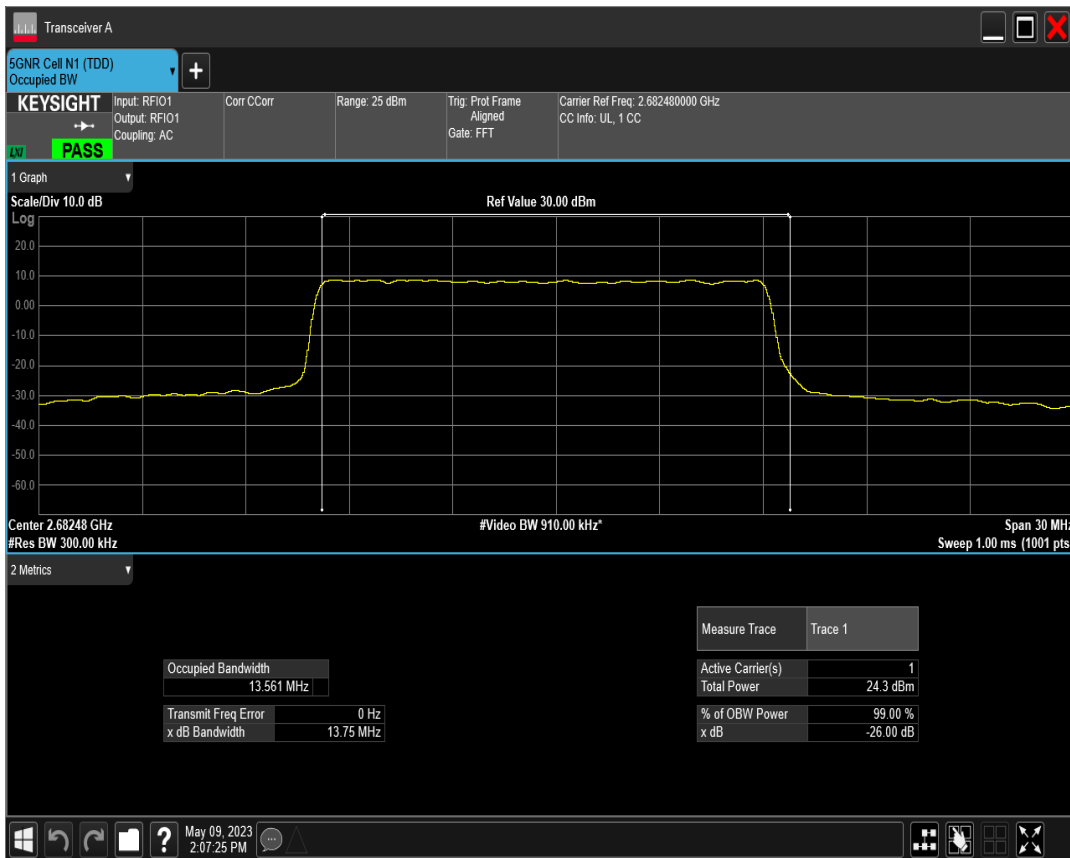 Transceiver A
5GNR Cell N1 (TDD)
Occupied BW
+
KEYSIGHT
LXI
PASS
Input: RFIO1
Output: RFIO1
Coupling: AC
Corr CCorr
Range: 25 dBm
Trig: Prot Frame
Aligned
Gate: FFT
Carrier Ref Freq: 2.682480000 GHz
CC Info: UL, 1 CC
1 Graph
Scale/Div 10.0 dB
Ref Value 30.00 dBm
Log
20.0
10.0
0.00
-10.0
-20.0
-30.0
-40.0
-50.0
-60.0
Center 2.68248 GHz
#Video BW 910.00 kHz*
Span 30 MHz
#Res BW 300.00 kHz
Sweep 1.00 ms (1001 pts
2 Metrics
Measure Trace Trace 1
Occupied Bandwidth
13.561 MHz
Active Carrier(s) 1
Total Power 24.3 dBm
Transmit Freq Error 0 Hz
x dB Bandwidth 13.75 MHz
% of OBW Power 99.00 %
x dB -26.00 dB
?
May 09, 2023
2:07:25 PM